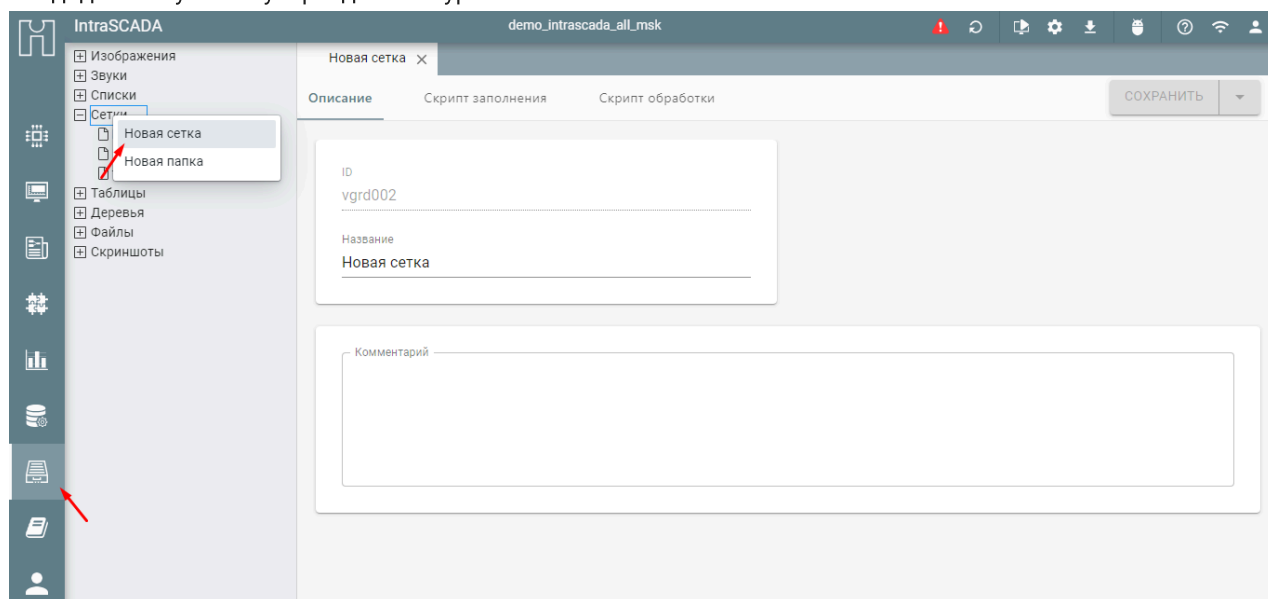 IntraSCADA
demo_intrascada_all_msk
Изображения
Звуки
Списки
Сетки
Новая сетка
Новая папка
Таблицы
Деревья
Файлы
Скриншоты
Новая сетка
Описание
Скрипт заполнения
Скрипт обработки
СОХРАНИТЬ
ID
vgrd002
Название
Новая сетка
Комментарий